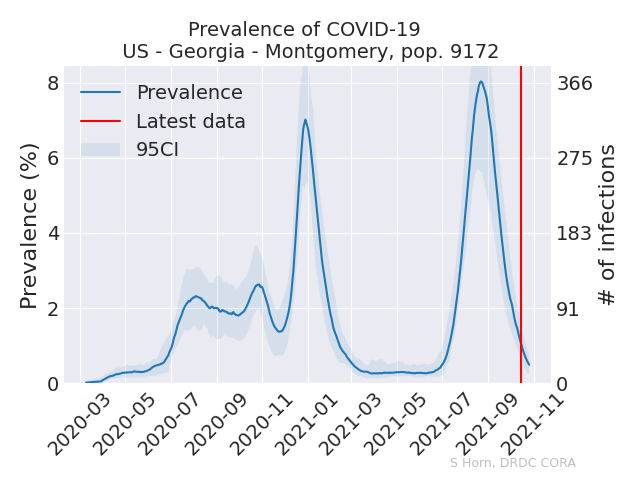 Prevalence of COVID-19
US - Georgia - Montgomery, pop. 9172
Prevalence
Latest data
95CI
Prevalence (%)
8
6
4
2
0
# of infections
366
275
183
91
0
2020-03
2020-05
2020-07
2020-09
2020-11
2021-01
2021-03
2021-05
2021-07
2021-09
2021-11
S Horn, DRDC CORA